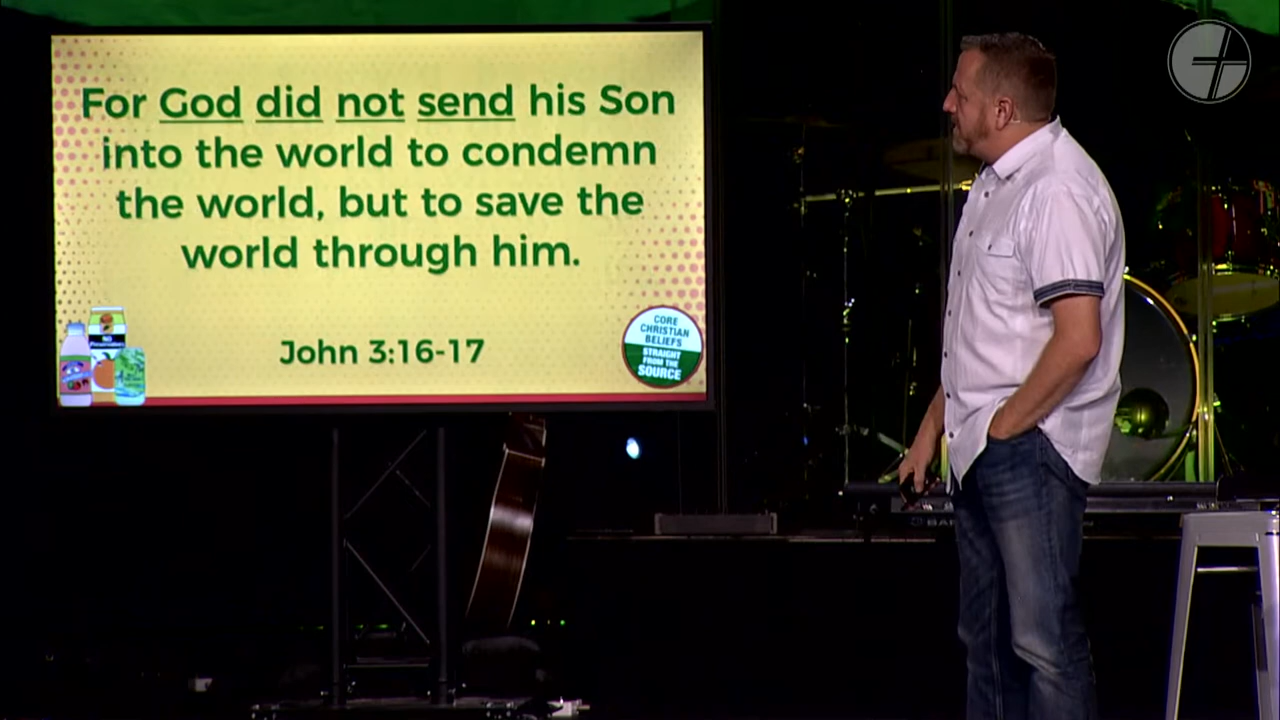 For God did not send his Son
into the world to condemn
the world, but to save the
world through him.
John 3:16-17
CORE
CHRISTIAN
BELIEFS
STRAIGHT
FROM THE
SOURCE
NO